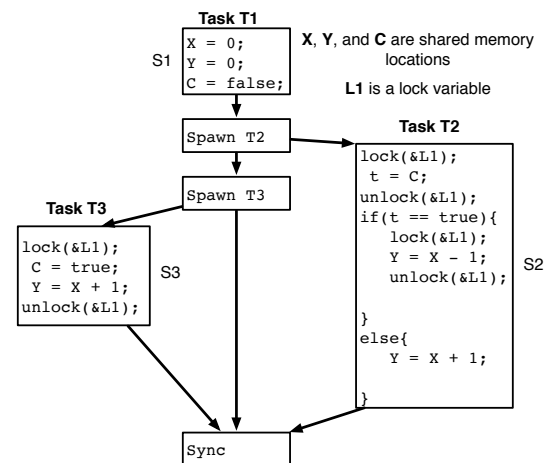 Task T1
X = 0;
Y = 0;
C = false;
S1
X, Y, and C are shared memory
locations
L1 is a lock variable
Spawn T2
Spawn T3
Task T2
lock(&L1);
t = C;
unlock(&L1);
if(t == true){
lock(&L1);
Y = X - 1;
unlock(&L1);
}
else{
Y = X + 1;
}
S2
Task T3
lock(&L1);
C = true;
Y = X + 1;
unlock(&L1);
S3
Sync